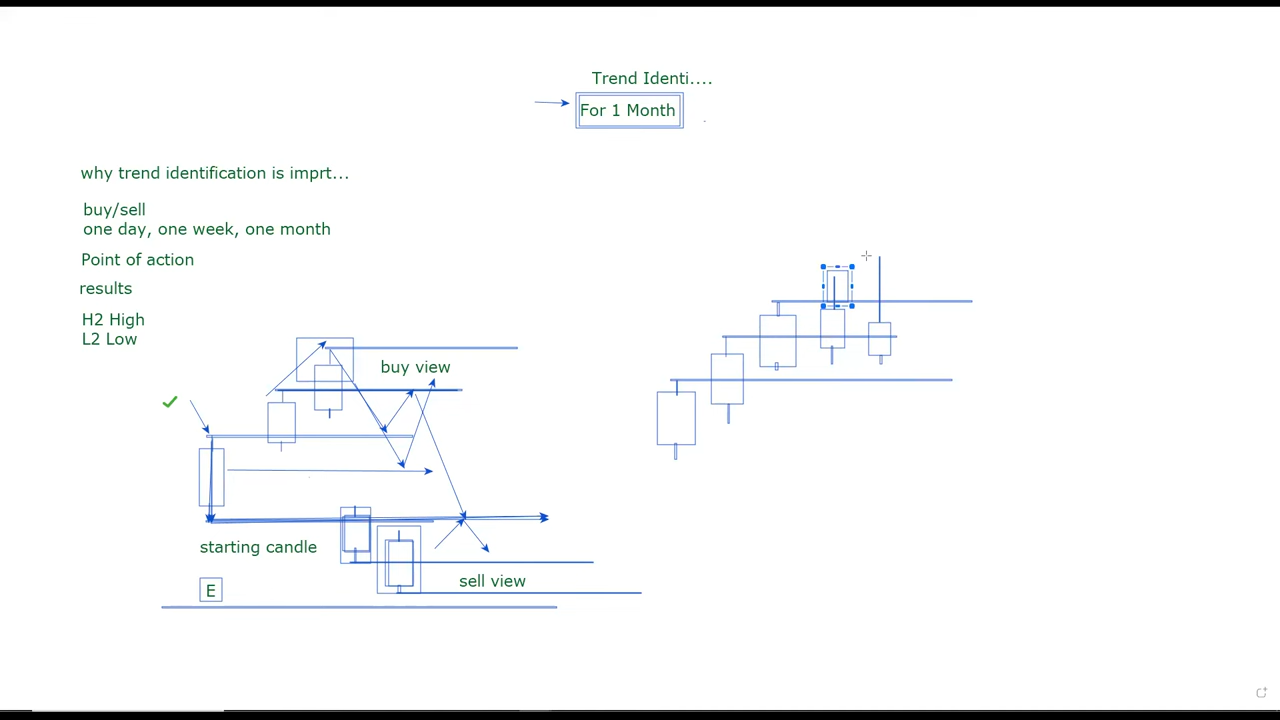 Trend Identi....
For 1 Month
why trend identification is imprt...
buy/sell
one day, one week, one month
Point of action
results
H2 High
L2 Low
buy view
starting candle
sell view
E